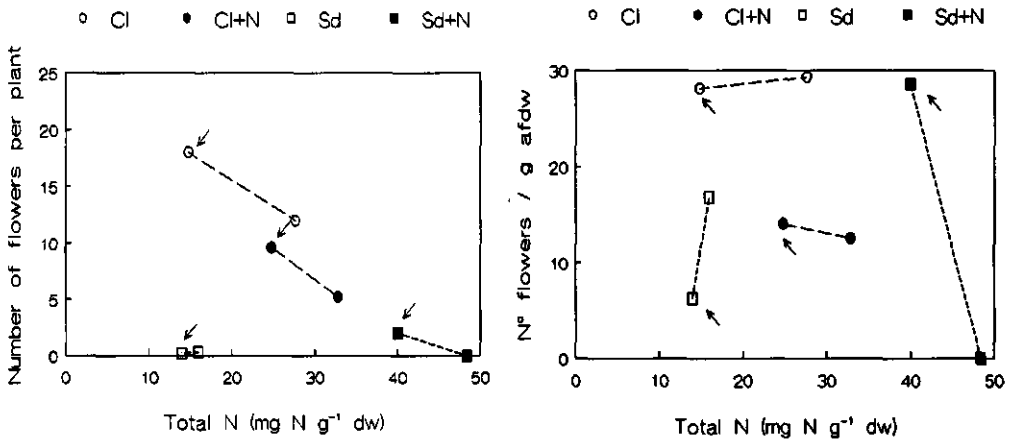 Cl Cl+N Sd Sd+N
Number of flowers per plant
25
20
15
10
5
0
0 10 20 30 40 50
Total N (mg N g⁻¹ dw)
Cl Cl+N Sd Sd+N
Nº flowers / g afdw
30
20
10
0
0 10 20 30 40 50
Total N (mg N g⁻¹ dw)